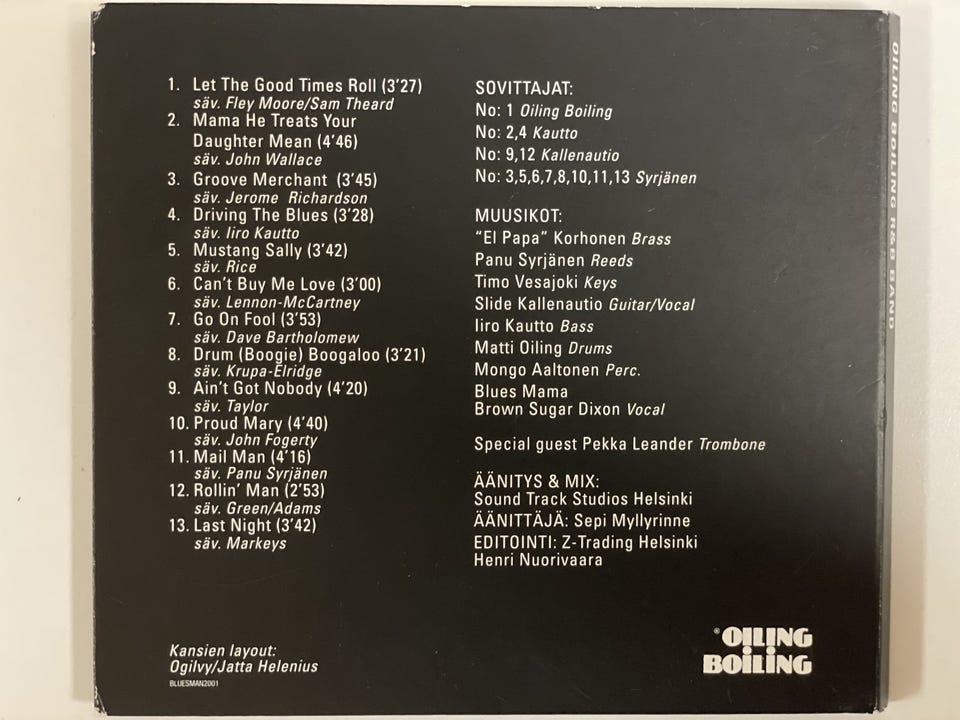 1. Let The Good Times Roll (3'27)
säv. Fley Moore/Sam Theard
2. Mama He Treats Your
Daughter Mean (4'46)
säv. John Wallace
3. Groove Merchant (3'45)
säv. Jerome Richardson
4. Driving The Blues (3'28)
säv. Iiro Kautto
5. Mustang Sally (3'42)
säv. Rice
6. Can't Buy Me Love (3'00)
säv. Lennon-McCartney
7. Go On Fool (3'53)
säv. Dave Bartholomew
8. Drum (Boogie) Boogaloo (3'21)
säv. Krupa-Elridge
9. Ain't Got Nobody (4'20)
säv. Taylor
10. Proud Mary (4'40)
säv. John Fogerty
11. Mail Man (4'16)
säv. Panu Syrjänen
12. Rollin' Man (2'53)
säv. Green/Adams
13. Last Night (3'42)
säv. Markeys
Kansien layout:
Ogilvy/Jatta Helenius
BLUESMAN2001
SOVITTAJAT:
No: 1 Oiling Boiling
No: 2,4 Kautto
No: 9,12 Kallenautio
No: 3,5,6,7,8,10,11,13 Syrjänen
MUUSIKOT:
"El Papa" Korhonen Brass
Panu Syrjänen Reeds
Timo Vesajoki Keys
Slide Kallenautio Guitar/Vocal
Iiro Kautto Bass
Matti Oiling Drums
Mongo Aaltonen Perc.
Blues Mama
Brown Sugar Dixon Vocal
Special guest Pekka Leander Trombone
ÄÄNITYS & MIX:
Sound Track Studios Helsinki
ÄÄNITTÄJÄ: Sepi Myllyrinne
EDITOINTI: Z-Trading Helsinki
Henri Nuorivaara
® OILING
BOILING
OILING BOILING R&B BAND